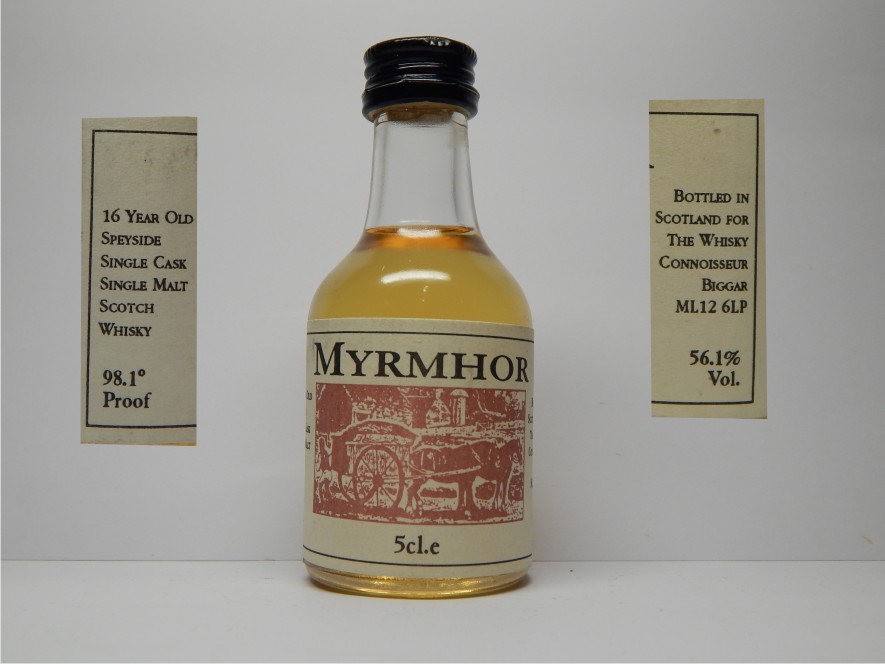 16 Year Old
Speyside
Single Cask
Single Malt
Scotch
Whisky
98.1°
Proof
Myrmhor
5cl.e
Bottled in
Scotland for
The Whisky
Connoisseur
Biggar
ML12 6LP
56.1%
Vol.